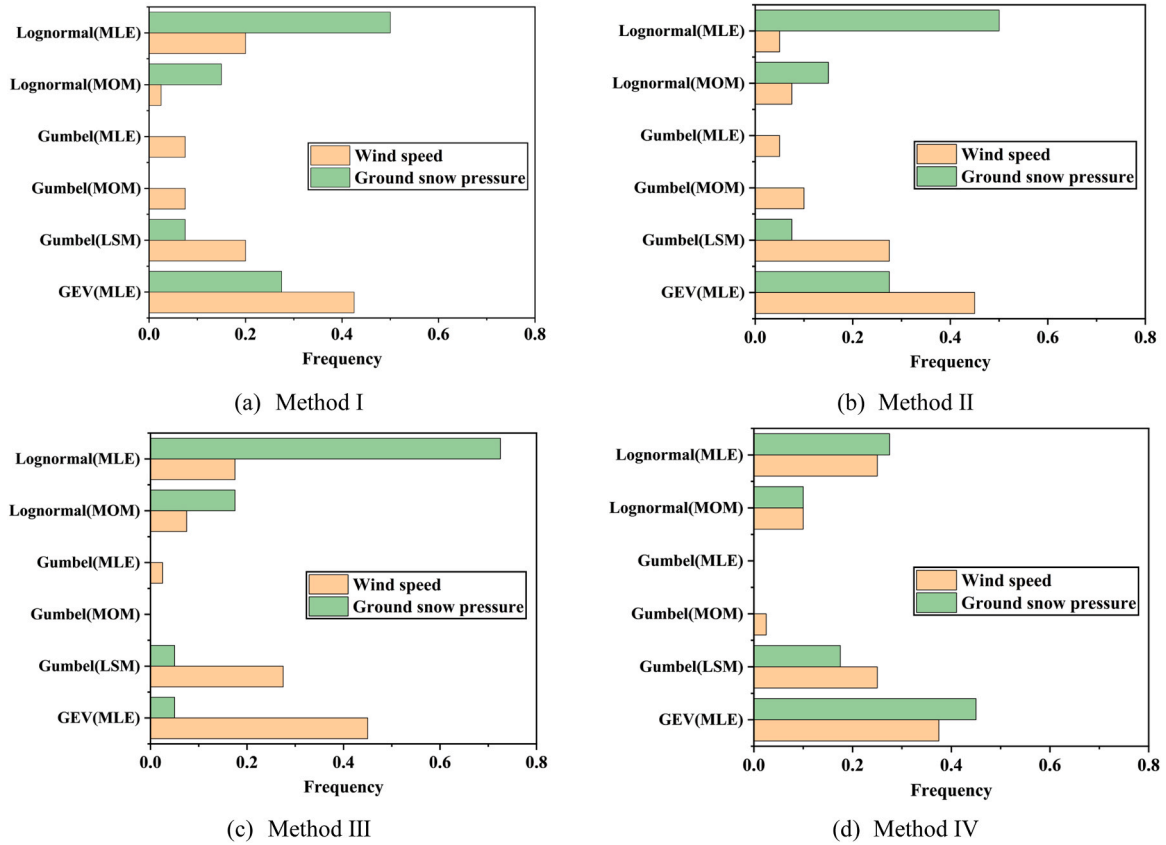 Lognormal(MLE)
Lognormal(MOM)
Gumbel(MLE)
Gumbel(MOM)
Gumbel(LSM)
GEV(MLE)
Wind speed
Ground snow pressure
0.0 0.2 0.4 0.6 0.8
Frequency
(a) Method I
Lognormal(MLE)
Lognormal(MOM)
Gumbel(MLE)
Gumbel(MOM)
Gumbel(LSM)
GEV(MLE)
Wind speed
Ground snow pressure
0.0 0.2 0.4 0.6 0.8
Frequency
(b) Method II
Lognormal(MLE)
Lognormal(MOM)
Gumbel(MLE)
Gumbel(MOM)
Gumbel(LSM)
GEV(MLE)
Wind speed
Ground snow pressure
0.0 0.2 0.4 0.6 0.8
Frequency
(c) Method III
Lognormal(MLE)
Lognormal(MOM)
Gumbel(MLE)
Gumbel(MOM)
Gumbel(LSM)
GEV(MLE)
Wind speed
Ground snow pressure
0.0 0.2 0.4 0.6 0.8
Frequency
(d) Method IV